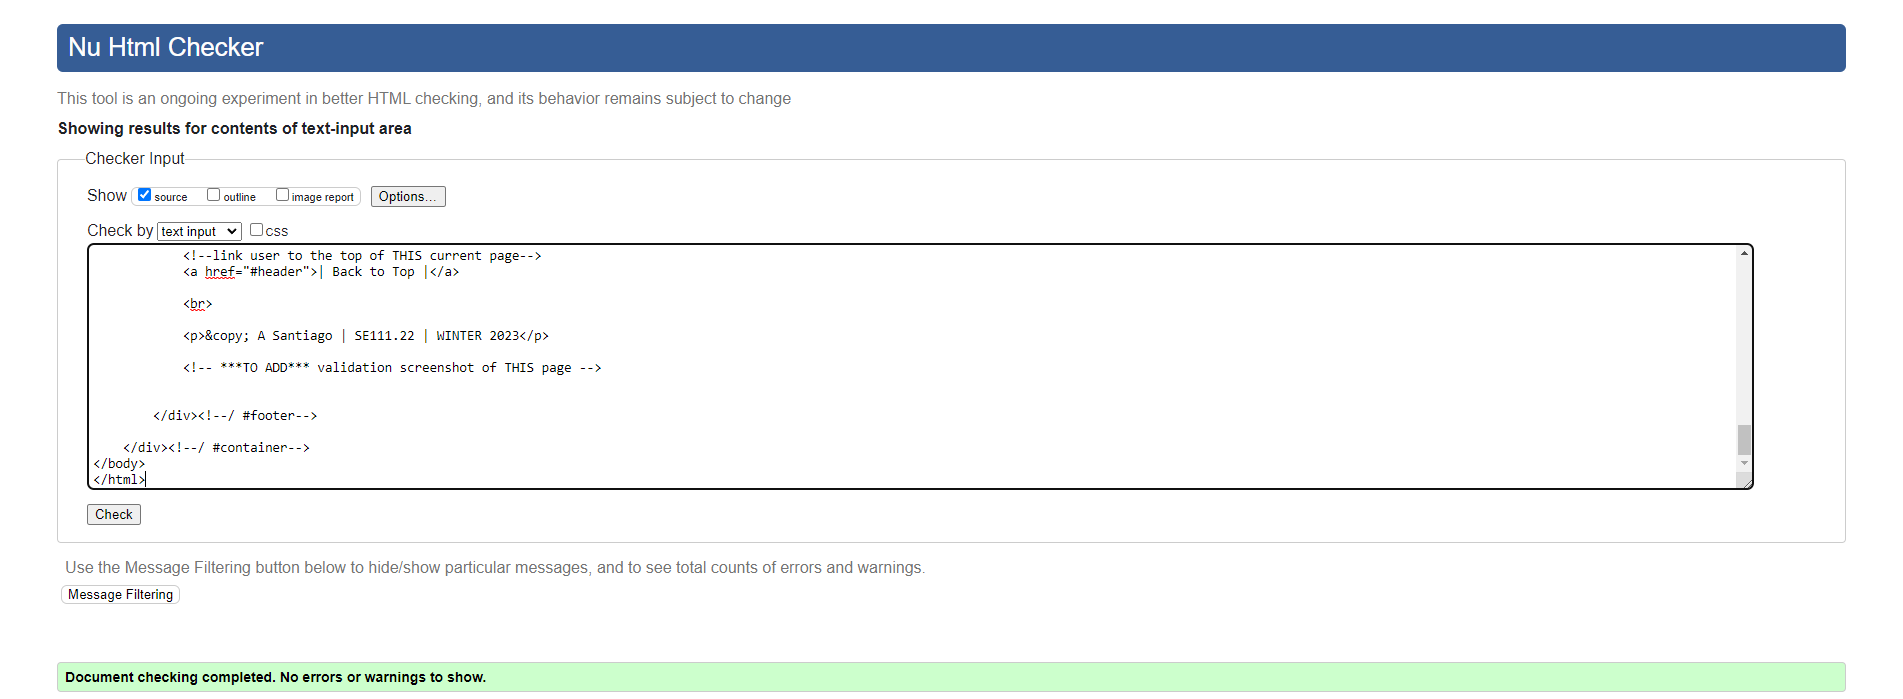 Nu Html Checker
This tool is an ongoing experiment in better HTML checking, and its behavior remains subject to change
Showing results for contents of text-input area
Checker Input
Show source outline image report Options...
Check by text input css
<!--link user to the top of THIS current page-->
<a href="#header">| Back to Top |</a>
<br>
<p>&copy; A Santiago | SE111.22 | WINTER 2023</p>
<!-- ***TO ADD*** validation screenshot of THIS page -->
</div><!--/ #footer-->
</div><!--/ #container-->
</body>
</html>
Check
Use the Message Filtering button below to hide/show particular messages, and to see total counts of errors and warnings.
Message Filtering
Document checking completed. No errors or warnings to show.